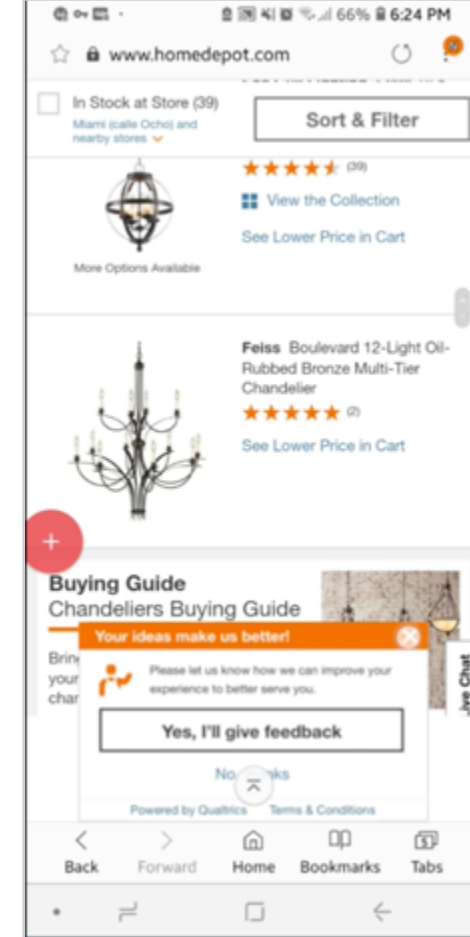 66% 6:24 PM
www.homedepot.com
In Stock at Store (39)
Miami (calle Ocho) and
nearby stores
Sort & Filter
(39)
View the Collection
See Lower Price in Cart
More Options Available
Feiss Boulevard 12-Light Oil-
Rubbed Bronze Multi-Tier
Chandelier
(2)
See Lower Price in Cart
+
Buying Guide
Chandeliers Buying Guide
Your ideas make us better!
Please let us know how we can improve your
experience to better serve you.
Yes, I'll give feedback
No
Powered by Qualtrics Terms & Conditions
your
Live Chat
Back Forward Home Bookmarks Tabs